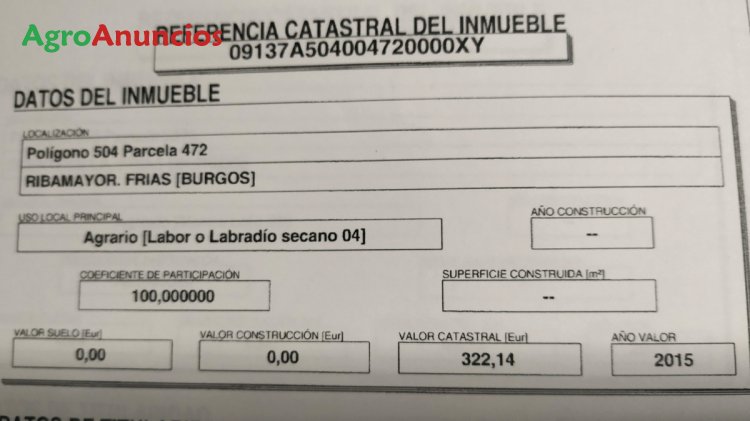 AgroAnuncios
REFERENCIA CATASTRAL DEL INMUEBLE
09137A504004720000XY
DATOS DEL INMUEBLE
LOCALIZACIÓN
Polígono 504 Parcela 472
RIBAMAYOR. FRIAS [BURGOS]
USO LOCAL PRINCIPAL
AÑO CONSTRUCCIÓN
Agrario [Labor o Labradío secano 04]
--
COEFICIENTE DE PARTICIPACIÓN
SUPERFICIE CONSTRUIDA [m²]
100,000000
--
VALOR SUELO [Eur]
VALOR CONSTRUCCIÓN [Eur]
VALOR CATASTRAL [Eur]
AÑO VALOR
0,00
0,00
322,14
2015